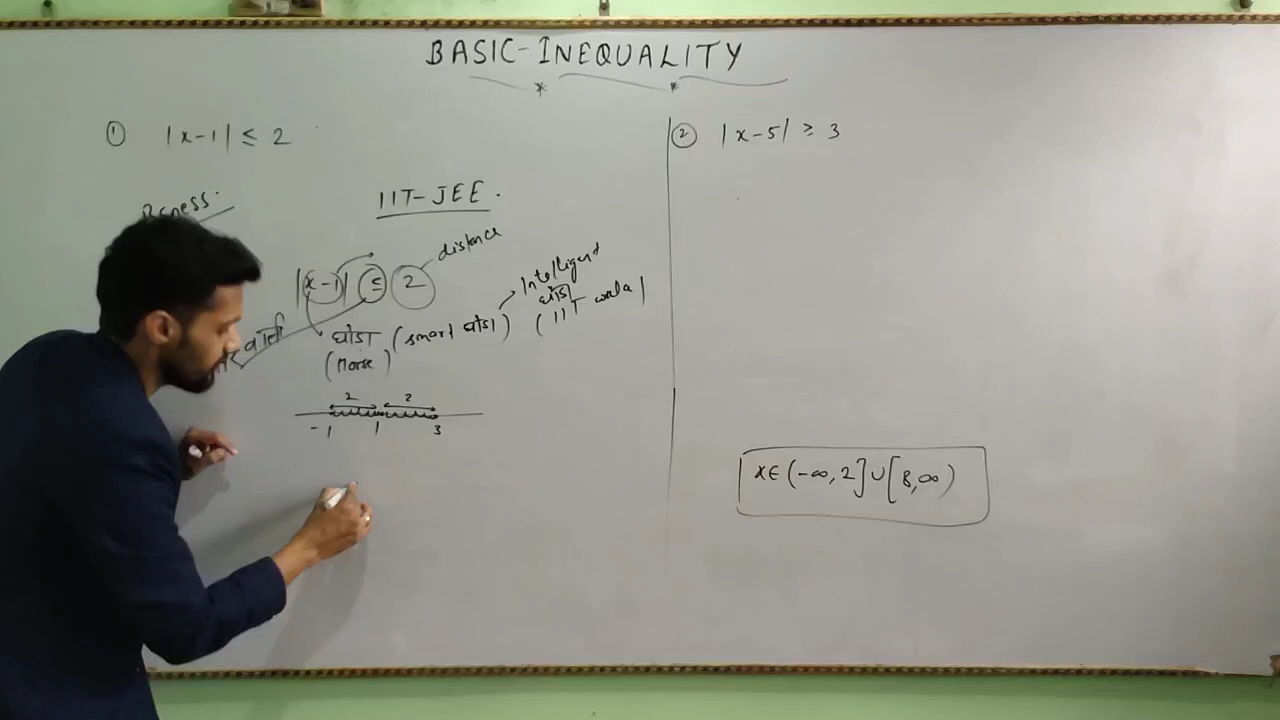 BASIC-INEQUALITY
① |x-1| ≤ 2
IIT-JEE.
|x-1| ≤ 2
distance
घोडा (smart घोडा)
(Horse)
Intelligent
घोडा
(IIT wala)
2 2
-1 1 3
② |x-5| ≥ 3
x∈(-∞,2]∪[8,∞)